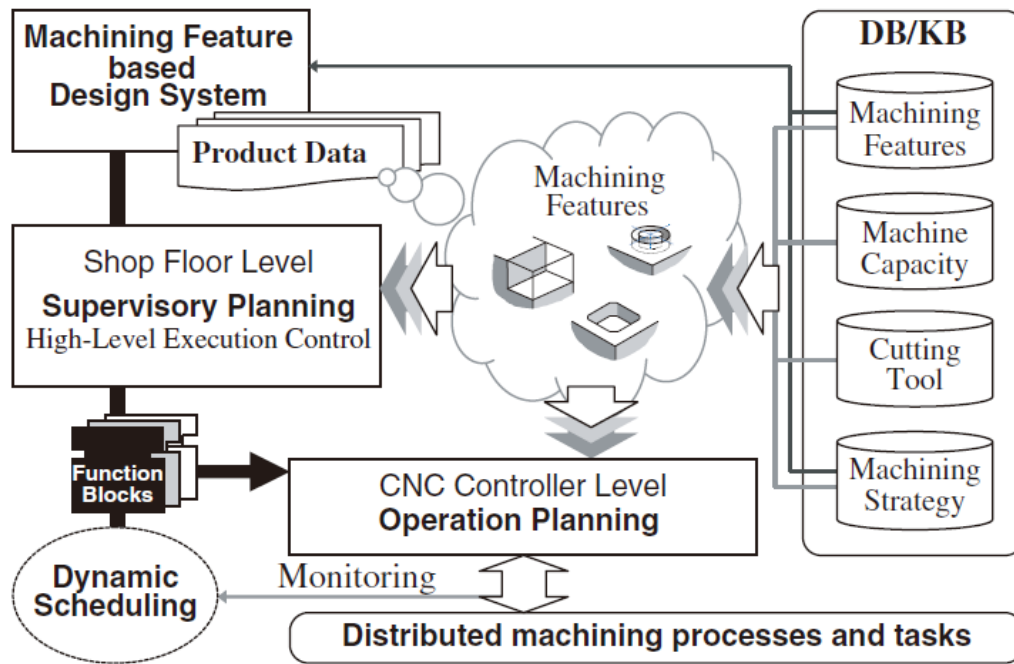 Machining Feature
based
Design System
Product Data
Shop Floor Level
Supervisory Planning
High-Level Execution Control
Function
Blocks
Dynamic
Scheduling
Monitoring
Machining
Features
CNC Controller Level
Operation Planning
Distributed machining processes and tasks
DB/KB
Machining
Features
Machine
Capacity
Cutting
Tool
Machining
Strategy